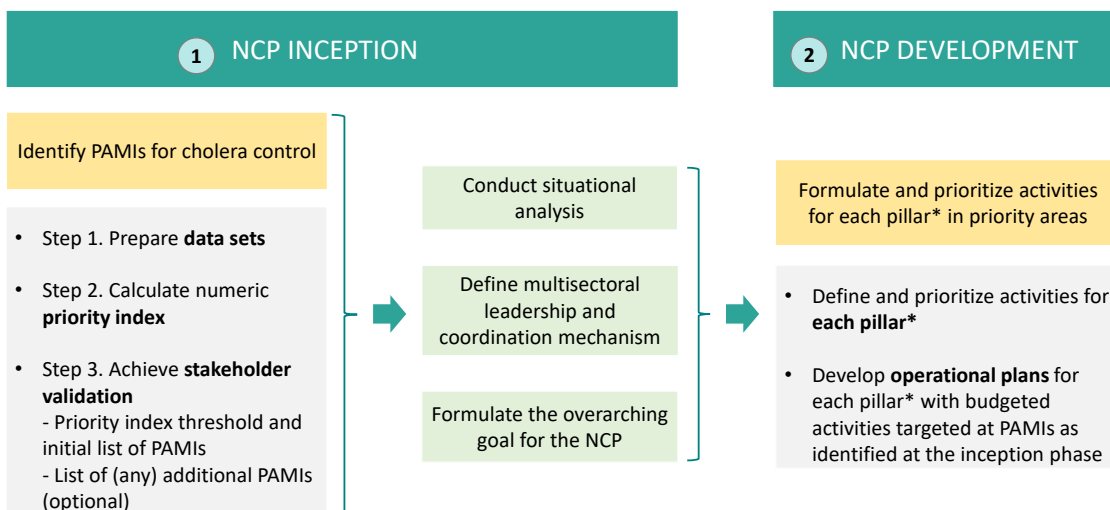 1 NCP INCEPTION
Identify PAMIs for cholera control
• Step 1. Prepare data sets
• Step 2. Calculate numeric
priority index
• Step 3. Achieve stakeholder
validation
- Priority index threshold and
initial list of PAMIs
- List of (any) additional PAMIs
(optional)
Conduct situational
analysis
Define multisectoral
leadership and
coordination mechanism
Formulate the overarching
goal for the NCP
2 NCP DEVELOPMENT
Formulate and prioritize activities
for each pillar* in priority areas
• Define and prioritize activities for
each pillar*
• Develop operational plans for
each pillar* with budgeted
activities targeted at PAMIs as
identified at the inception phase